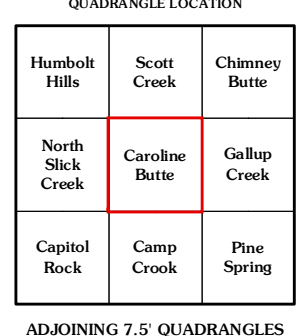 QUADRANGLE LOCATION
Humbolt
Hills
Scott
Creek
Chimney
Butte
North
Slick
Creek
Caroline
Butte
Gallup
Creek
Capitol
Rock
Camp
Crook
Pine
Spring
ADJOINING 7.5' QUADRANGLES